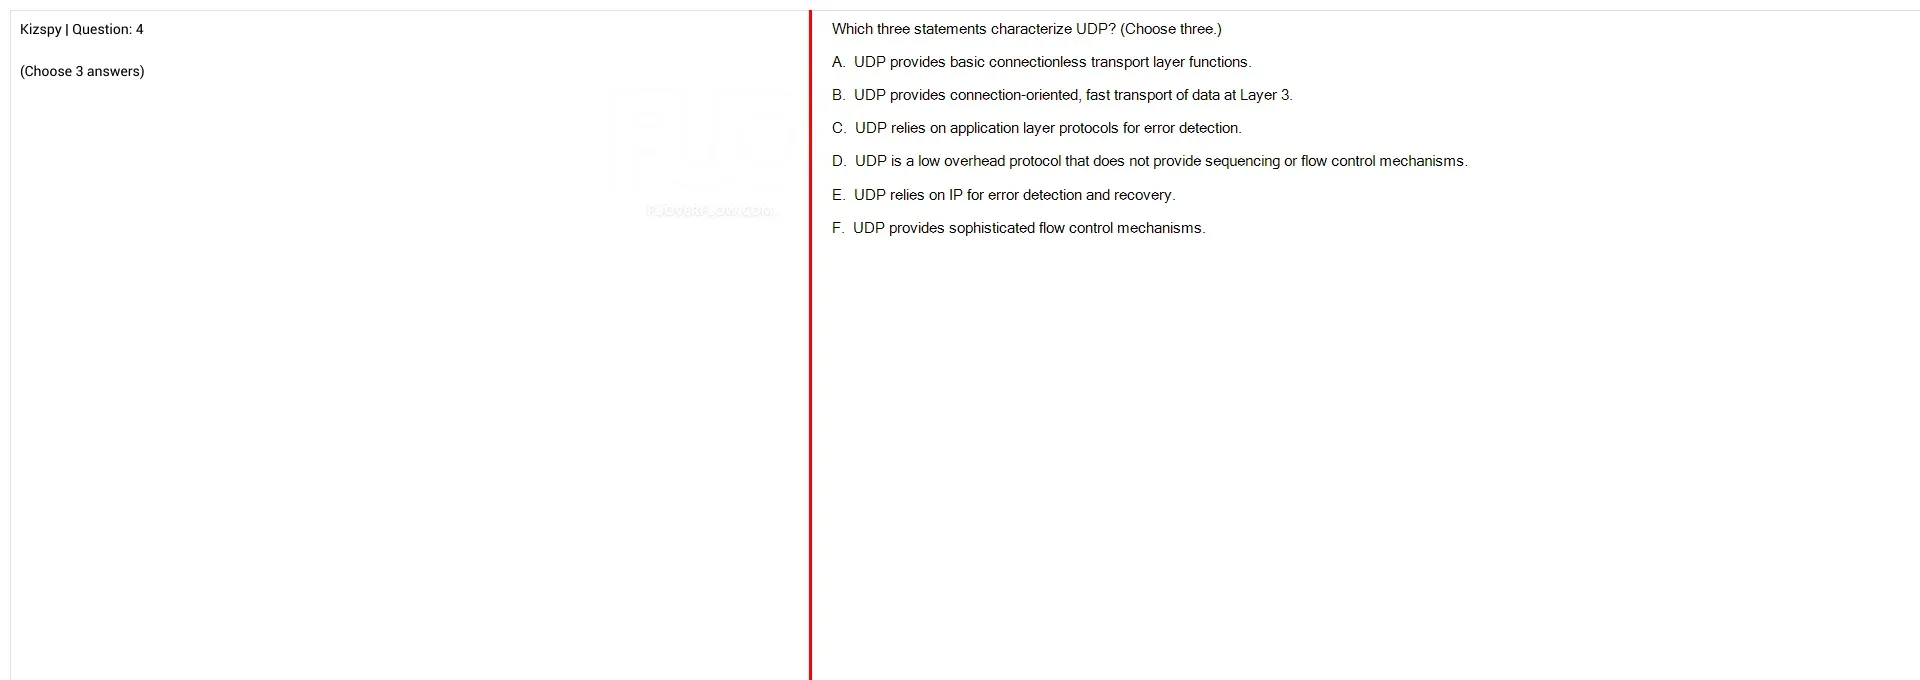 Kizspy | Question: 4
(Choose 3 answers)
FUOVERFLOW.COM
Which three statements characterize UDP? (Choose three.)
A. UDP provides basic connectionless transport layer functions.
B. UDP provides connection-oriented, fast transport of data at Layer 3.
C. UDP relies on application layer protocols for error detection.
D. UDP is a low overhead protocol that does not provide sequencing or flow control mechanisms.
E. UDP relies on IP for error detection and recovery.
F. UDP provides sophisticated flow control mechanisms.